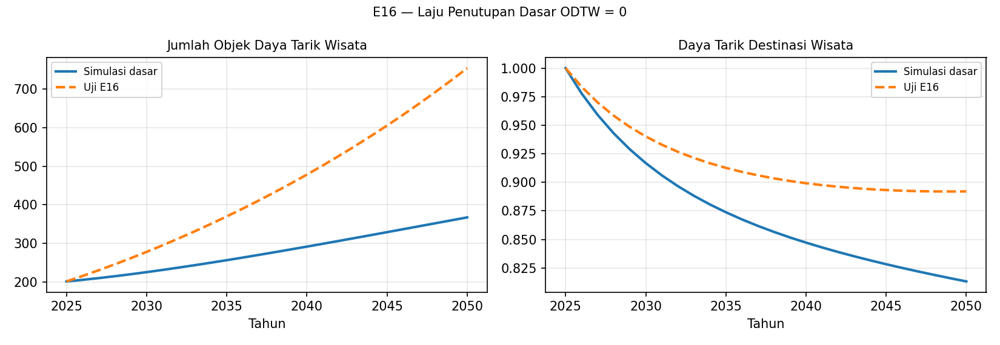 E16 — Laju Penutupan Dasar ODTW = 0
Jumlah Objek Daya Tarik Wisata
Simulasi dasar
Uji E16
700
600
500
400
300
200
2025 2030 2035 2040 2045 2050
Tahun
Daya Tarik Destinasi Wisata
Simulasi dasar
Uji E16
1.000
0.975
0.950
0.925
0.900
0.875
0.850
0.825
2025 2030 2035 2040 2045 2050
Tahun